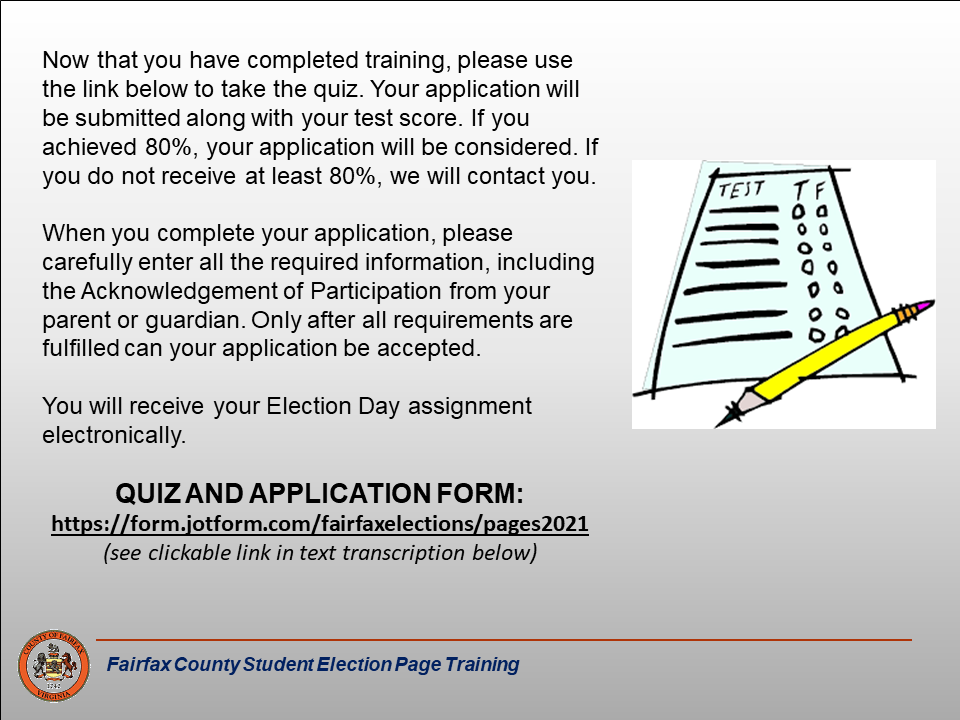 Now that you have completed training, please use
the link below to take the quiz. Your application will
be submitted along with your test score. If you
achieved 80%, your application will be considered. If
you do not receive at least 80%, we will contact you.
When you complete your application, please
carefully enter all the required information, including
the Acknowledgement of Participation from your
parent or guardian. Only after all requirements are
fulfilled can your application be accepted.
You will receive your Election Day assignment
electronically.
QUIZ AND APPLICATION FORM:
https://form.jotform.com/fairfaxelections/pages2021
(see clickable link in text transcription below)
TEST T F
COUNTY OF FAIRFAX
1742
VIRGINIA
Fairfax County Student Election Page Training